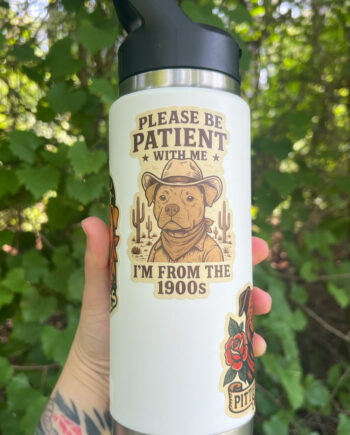 PLEASE BE
PATIENT
WITH ME
I'M FROM THE
1900s